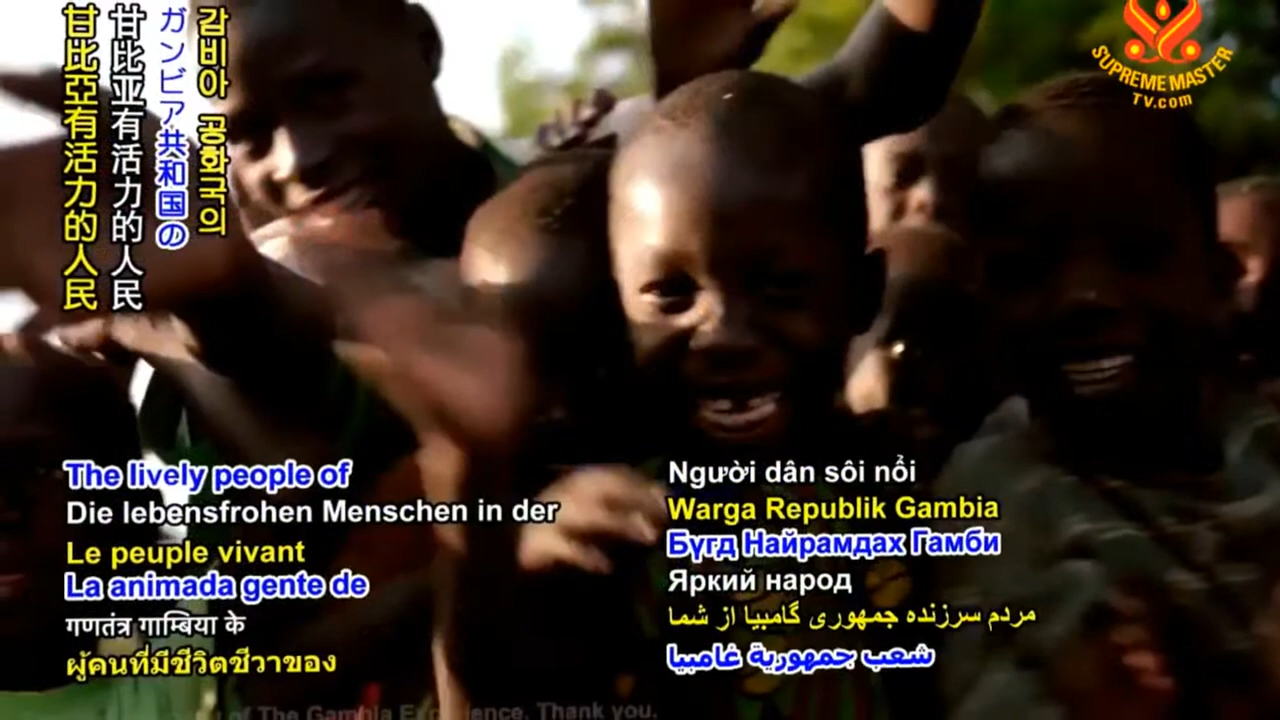 감비아 공화국의
ガンビア共和国の
甘比亚有活力的人民
甘比亞有活力的人民
SUPREME MASTER
TV.com
The lively people of
Die lebensfrohen Menschen in der
Le peuple vivant
La animada gente de
गणतंत्र गाम्बिया के
ผู้คนที่มีชีวิตชีวาของ
Người dân sôi nổi
Warga Republik Gambia
Бүгд Найрамдах Гамби
Яркий народ
مردم سرزنده جمهوری گامبیا از شما
شعب جمهورية غامبيا
of The Gambia Experience. Thank you.